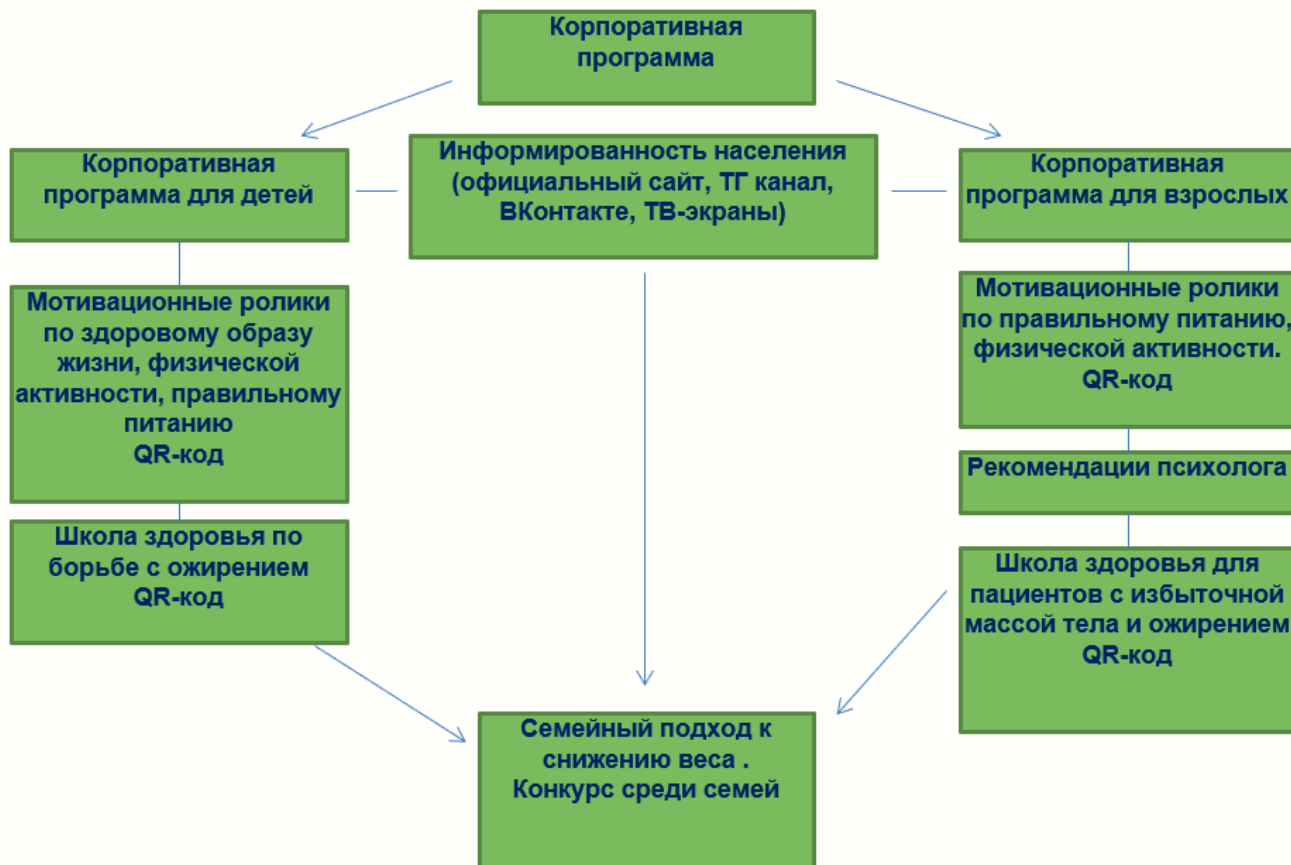 Корпоративная
программа
Корпоративная
программа для детей
Информированность населения
(официальный сайт, ТГ канал,
ВКонтакте, ТВ-экраны)
Корпоративная
программа для взрослых
Мотивационные ролики
по здоровому образу
жизни, физической
активности, правильному
питанию
QR-код
Мотивационные ролики
по правильному питанию,
физической активности.
QR-код
Рекомендации психолога
Школа здоровья по
борьбе с ожирением
QR-код
Школа здоровья для
пациентов с избыточной
массой тела и ожирением
QR-код
Семейный подход к
снижению веса .
Конкурс среди семей